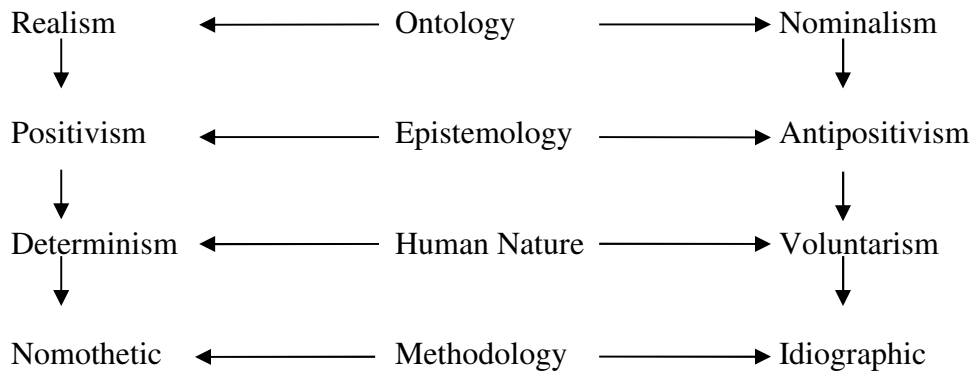 Realism Ontology Nominalism
Positivism Epistemology Antipositivism
Determinism Human Nature Voluntarism
Nomothetic Methodology Idiographic